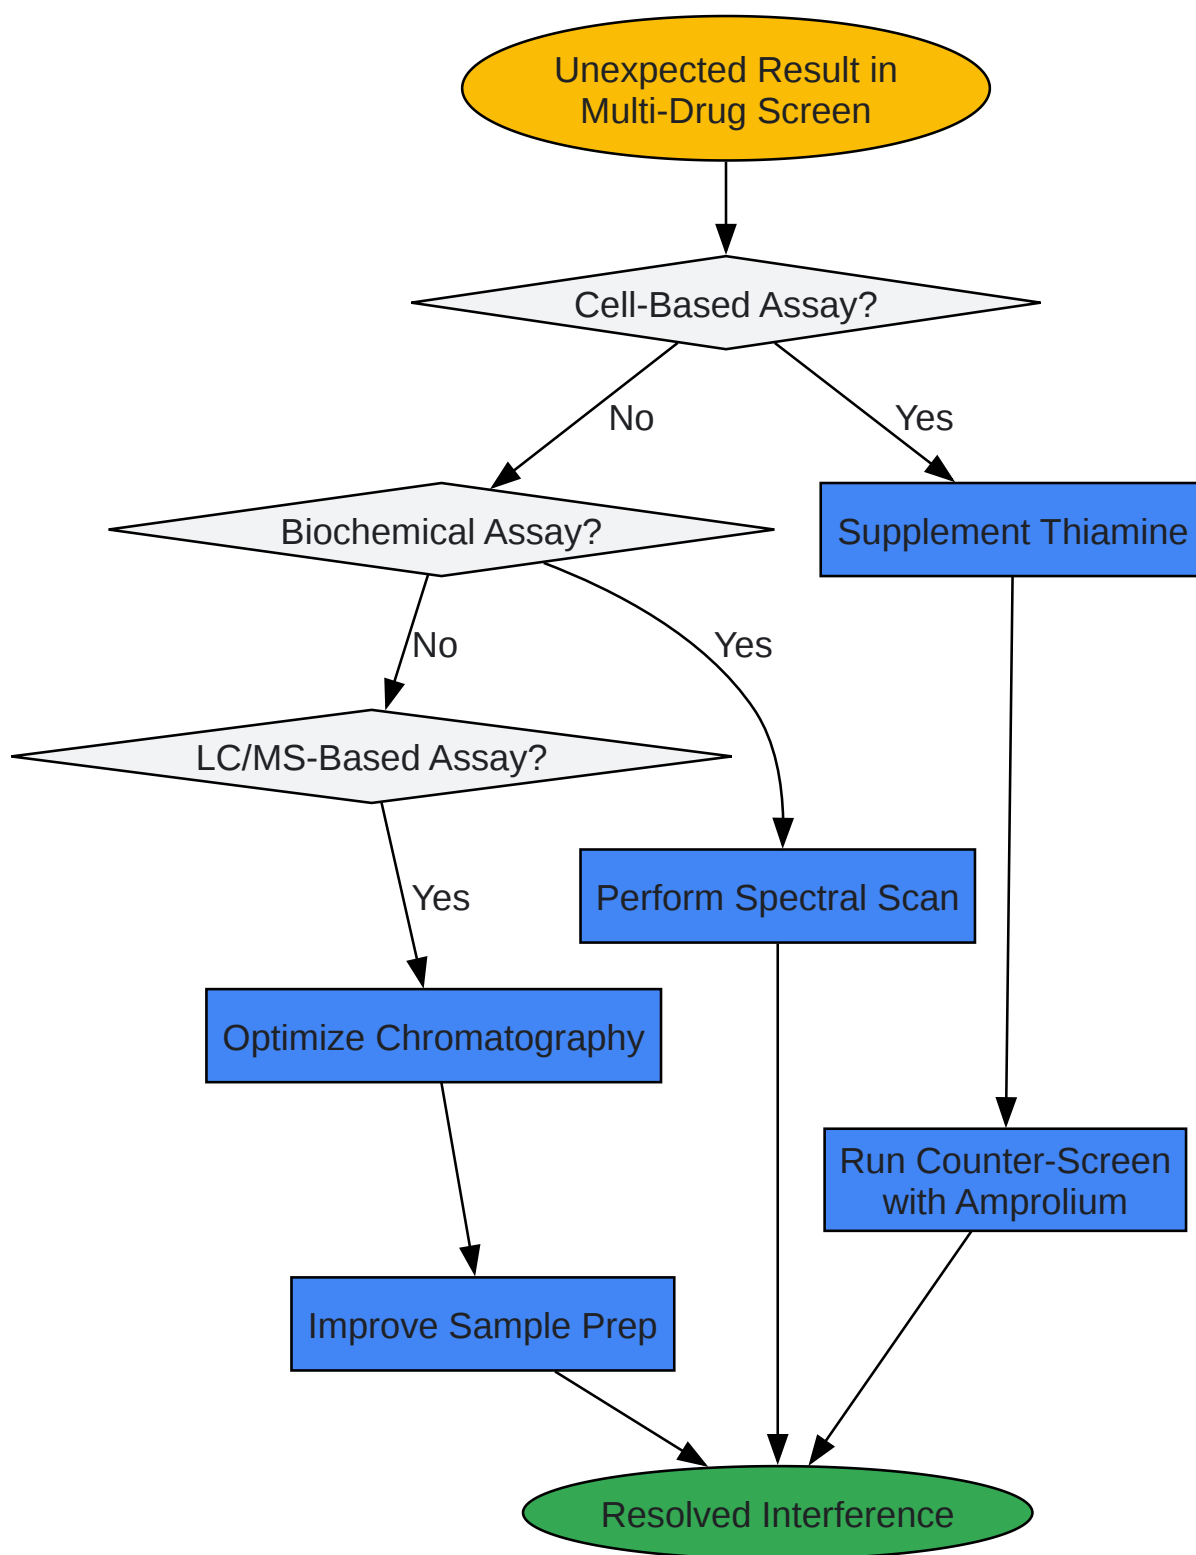 Unexpected Result in
Multi-Drug Screen
Cell-Based Assay?
No
Yes
Biochemical Assay?
Supplement Thiamine
No
Yes
LC/MS-Based Assay?
Yes
Perform Spectral Scan
Optimize Chromatography
Run Counter-Screen
with Amprolium
Improve Sample Prep
Resolved Interference